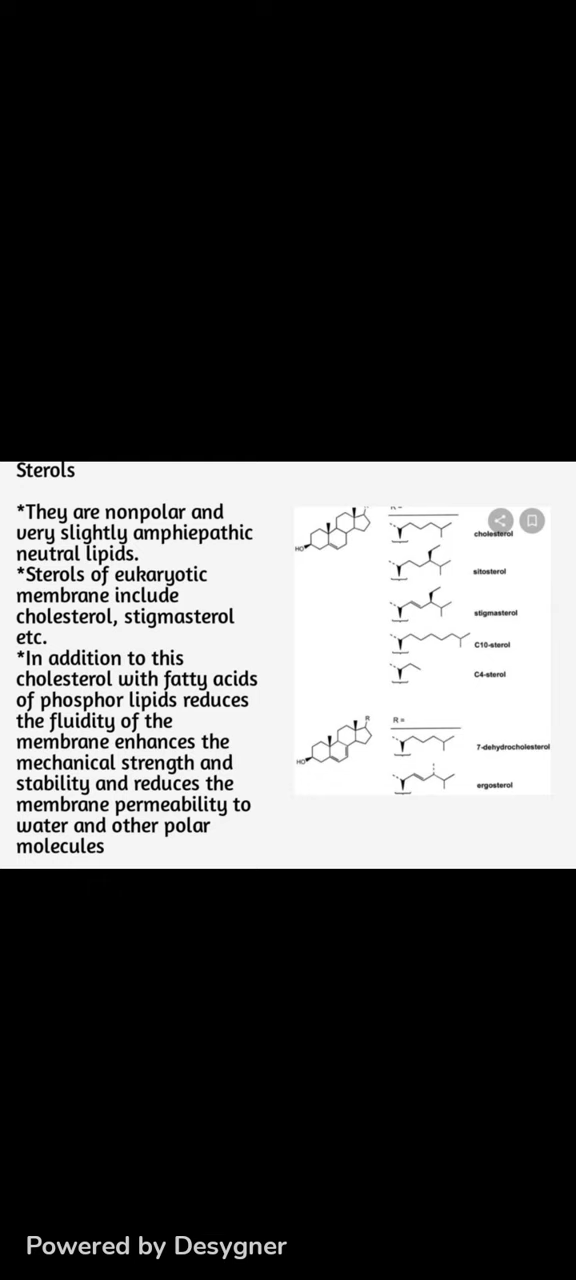 Sterols
*They are nonpolar and
very slightly amphiepathic
neutral lipids.
*Sterols of eukaryotic
membrane include
cholesterol, stigmasterol
etc.
*In addition to this
cholesterol with fatty acids
of phosphor lipids reduces
the fluidity of the
membrane enhances the
mechanical strength and
stability and reduces the
membrane permeability to
water and other polar
molecules
HO
cholesterol
sitosterol
stigmasterol
C10-sterol
C4-sterol
R
R =
HO
7-dehydrocholesterol
ergosterol
Powered by Desygner